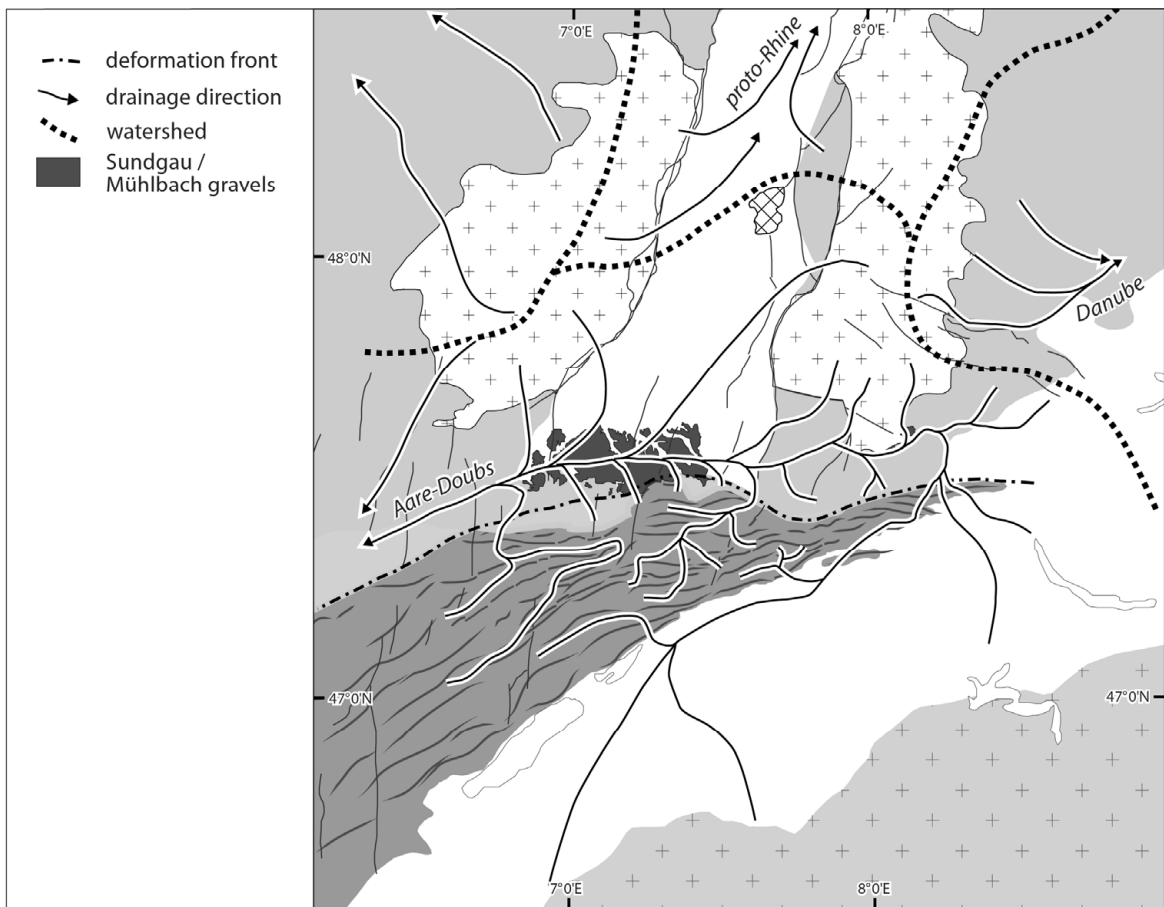 deformation front
drainage direction
watershed
Sundgau /
Mühlbach gravels
7°0'E
8°0'E
proto-Rhine
48°0'N
Danube
Aare-Doubs
47°0'N
47°0'N
7°0'E
8°0'E